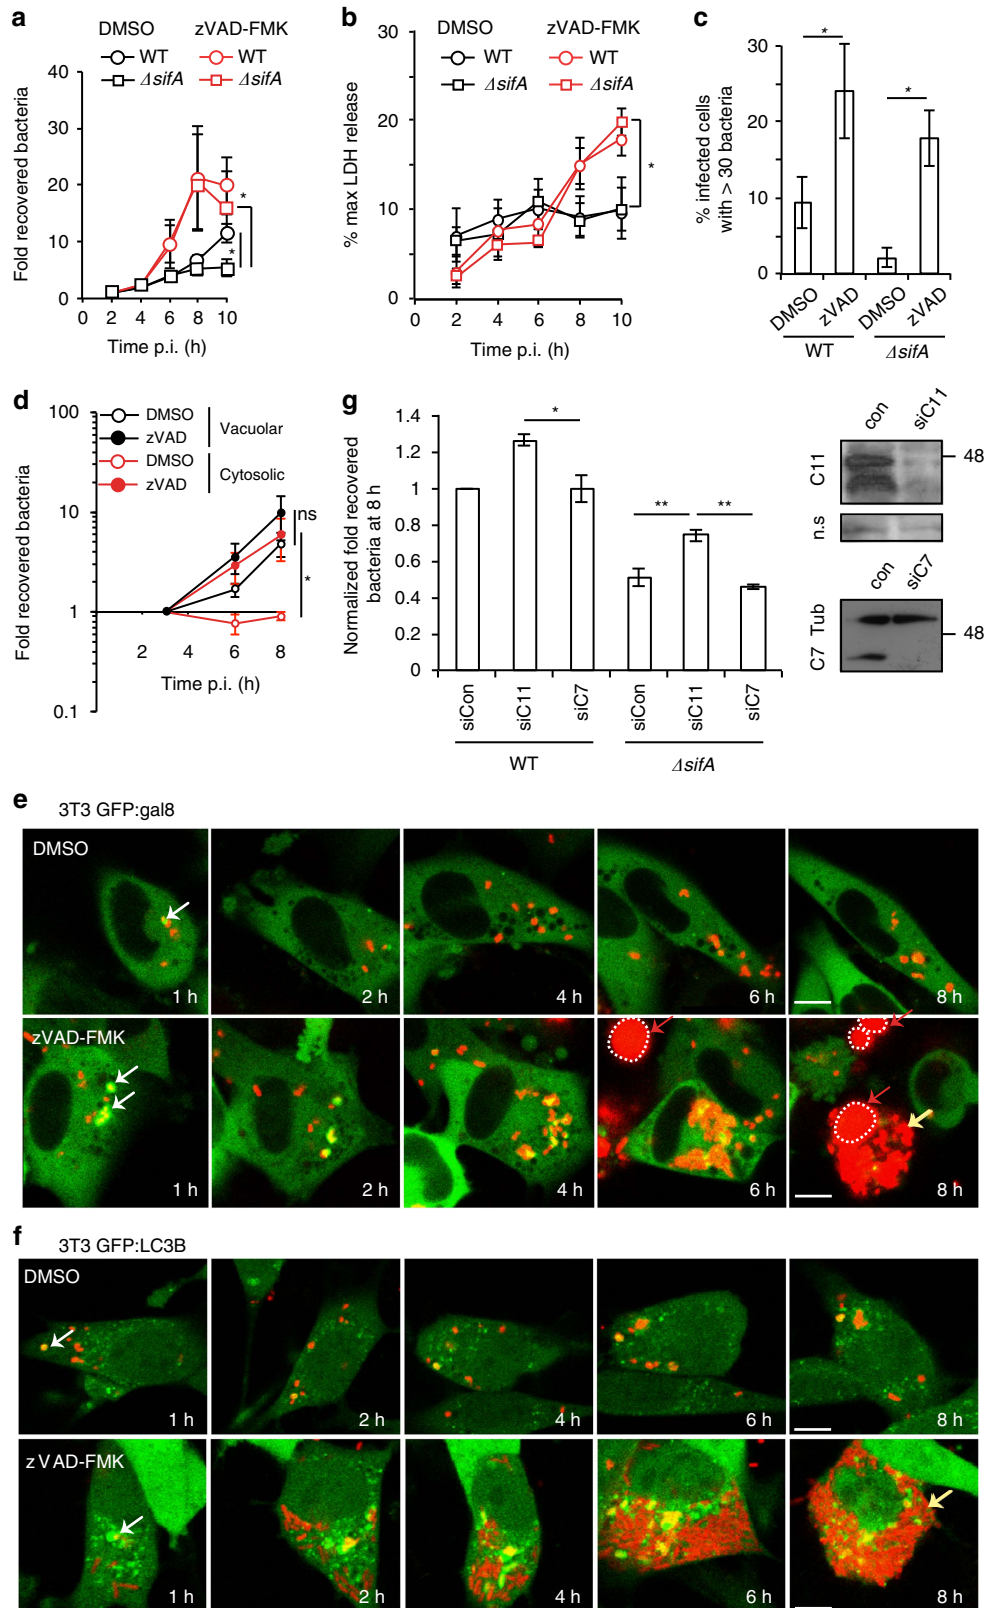 a
DMSO zVAD-FMK
WT WT
ΔsifA ΔsifA
Fold recovered bacteria
40
30
20
10
0
0 2 4 6 8 10
Time p.i. (h)
*
*
b
DMSO zVAD-FMK
WT WT
ΔsifA ΔsifA
% max LDH release
30
20
10
0
0 2 4 6 8 10
Time p.i. (h)
*
c
% infected cells
with > 30 bacteria
30
20
10
0
* *
DMSO zVAD DMSO zVAD
WT ΔsifA
d
Fold recovered bacteria
100
10
1
0.1
DMSO
zVAD
Vacuolar
DMSO
zVAD
Cytosolic
ns
*
2 4 6 8
Time p.i. (h)
g
Normalized fold recovered
bacteria at 8 h
1.4
1.2
1
0.8
0.6
0.4
0.2
0
* ** **
siCon siC11 siC7 siCon siC11 siC7
WT ΔsifA
con siC11
C11
48
n.s
con siC7
C7 Tub
48
e
3T3 GFP:gal8
DMSO
1 h 2 h 4 h 6 h 8 h
zVAD-FMK
1 h 2 h 4 h 6 h 8 h
f
3T3 GFP:LC3B
DMSO
1 h 2 h 4 h 6 h 8 h
zVAD-FMK
1 h 2 h 4 h 6 h 8 h